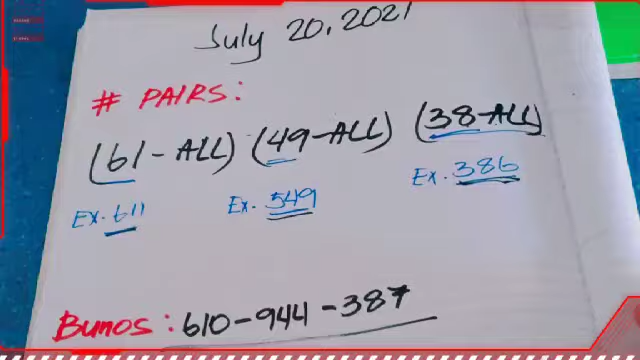 July 20, 2021
# PAIRS:
(61-ALL) (49-ALL) (38-ALL)
Ex. 611 Ex. 549 Ex. 386
Bunos: 610-944-387